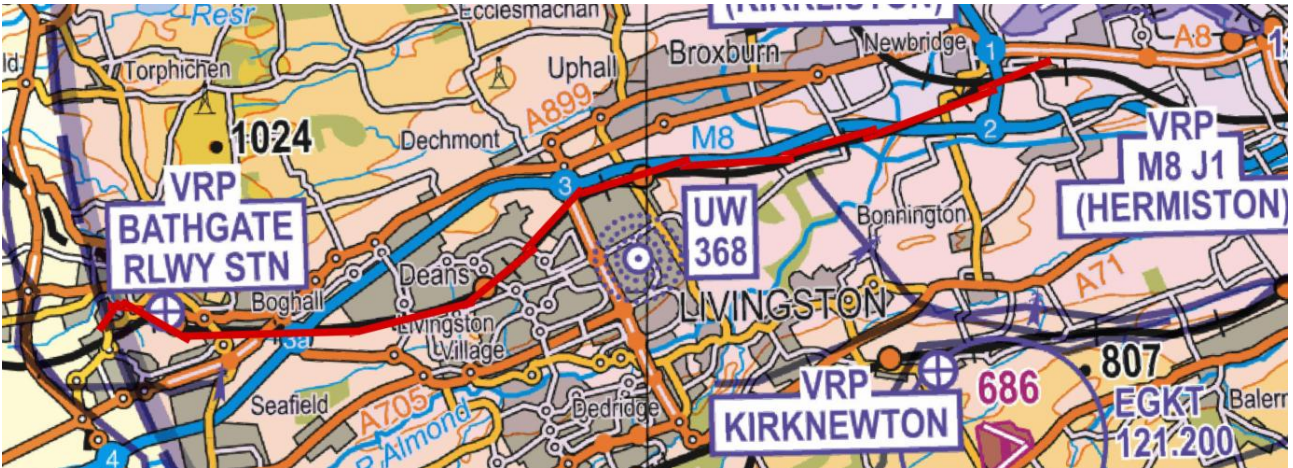 Resr
Ecclesmachan
(KIRKLISTON)
Torphichen
Uphall
Broxburn
Newbridge
1
A8
1024
A899
Dechmont
M8
2
VRP
M8 J1
(HERMISTON)
VRP
BATHGATE
RLWY STN
3
UW
368
Bonnington
Deans
A71
Boghall
LIVINGSTON
Livingston
Village
3a
807
VRP
KIRKNEWTON
686
EGKT
121.200
Balern
Seafield
A705
R Almond
Dedridge
4